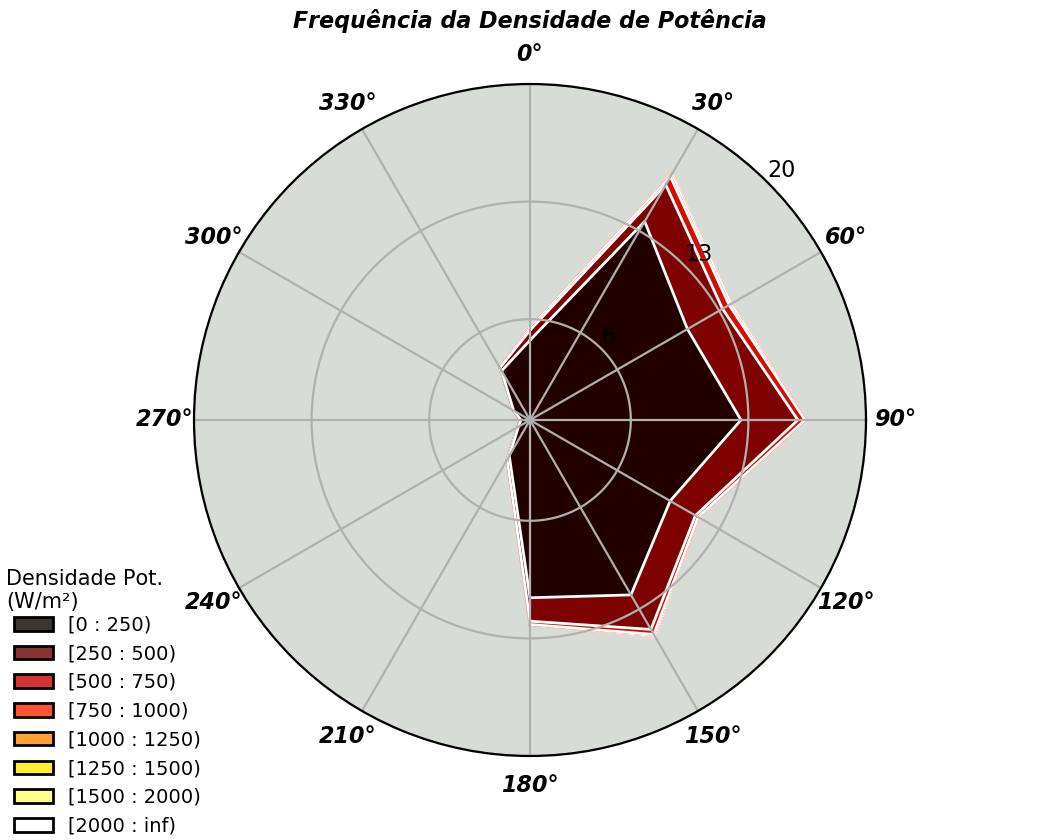 Frequência da Densidade de Potência
0°
330°
30°
20
300°
60°
13
6
270°
90°
240°
120°
210°
150°
180°
Densidade Pot.
(W/m²)
[0 : 250)
[250 : 500)
[500 : 750)
[750 : 1000)
[1000 : 1250)
[1250 : 1500)
[1500 : 2000)
[2000 : inf)